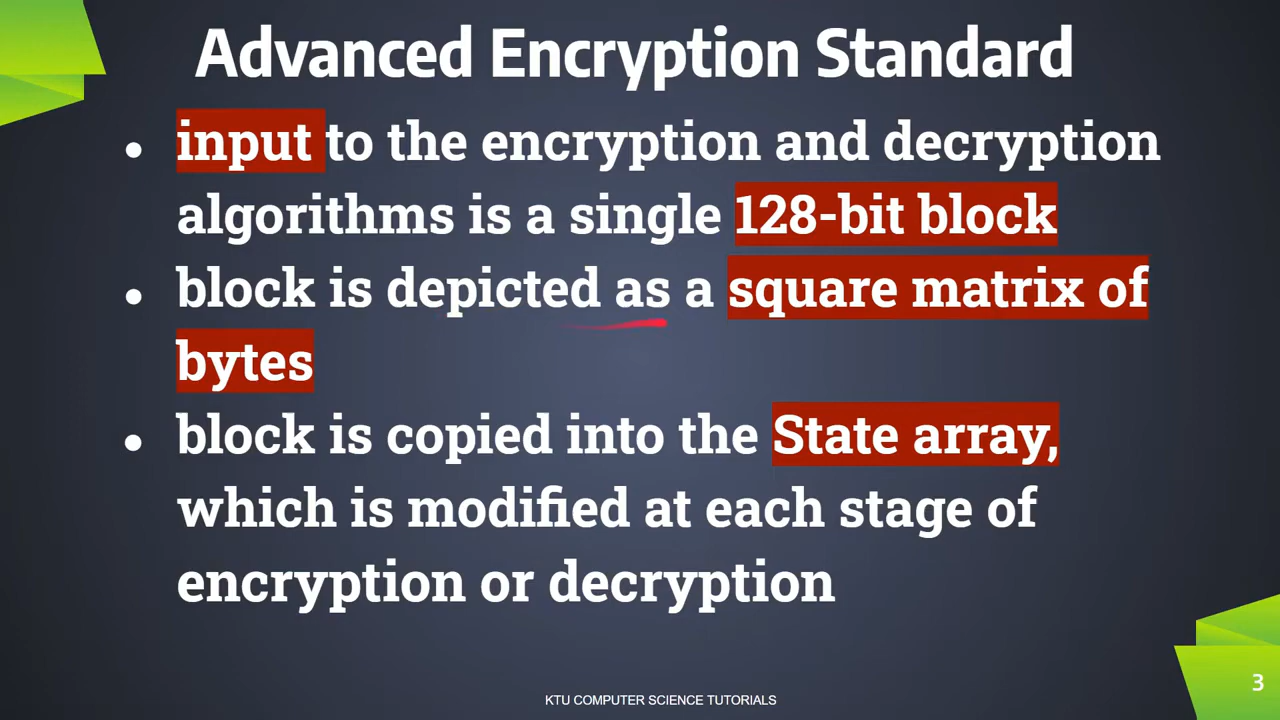 Advanced Encryption Standard
• input to the encryption and decryption
algorithms is a single 128-bit block
• block is depicted as a square matrix of
bytes
• block is copied into the State array,
which is modified at each stage of
encryption or decryption
KTU COMPUTER SCIENCE TUTORIALS
3